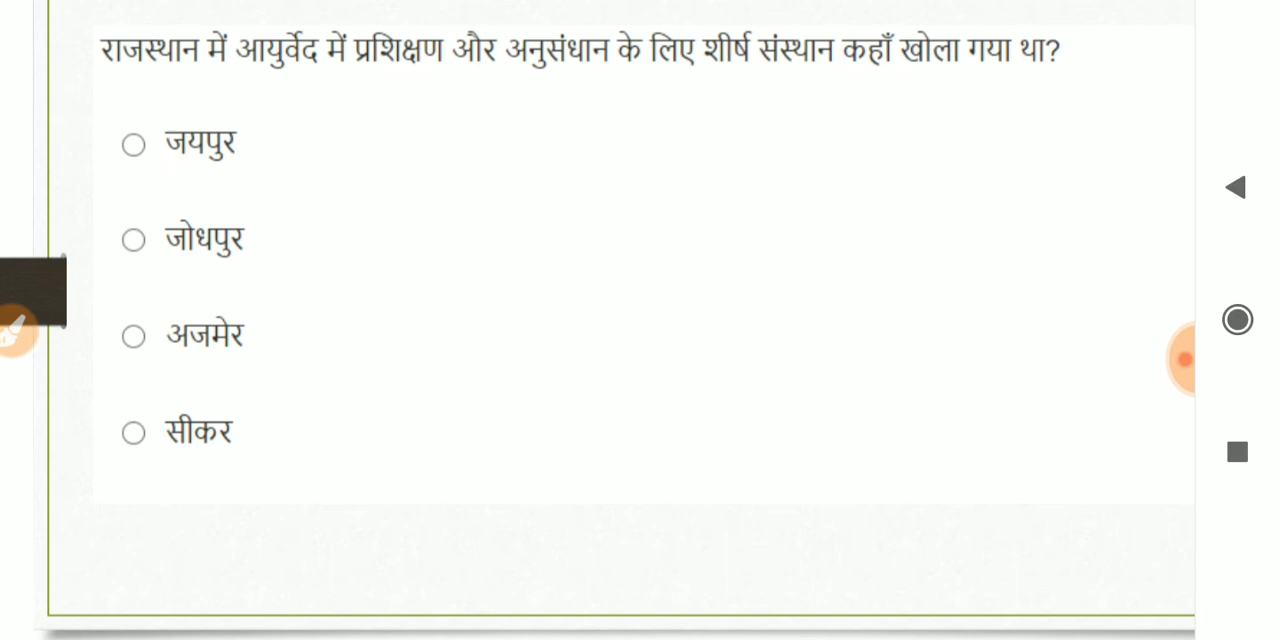 राजस्थान में आयुर्वेद में प्रशिक्षण और अनुसंधान के लिए शीर्ष संस्थान कहाँ खोला गया था?
जयपुर
जोधपुर
अजमेर
सीकर